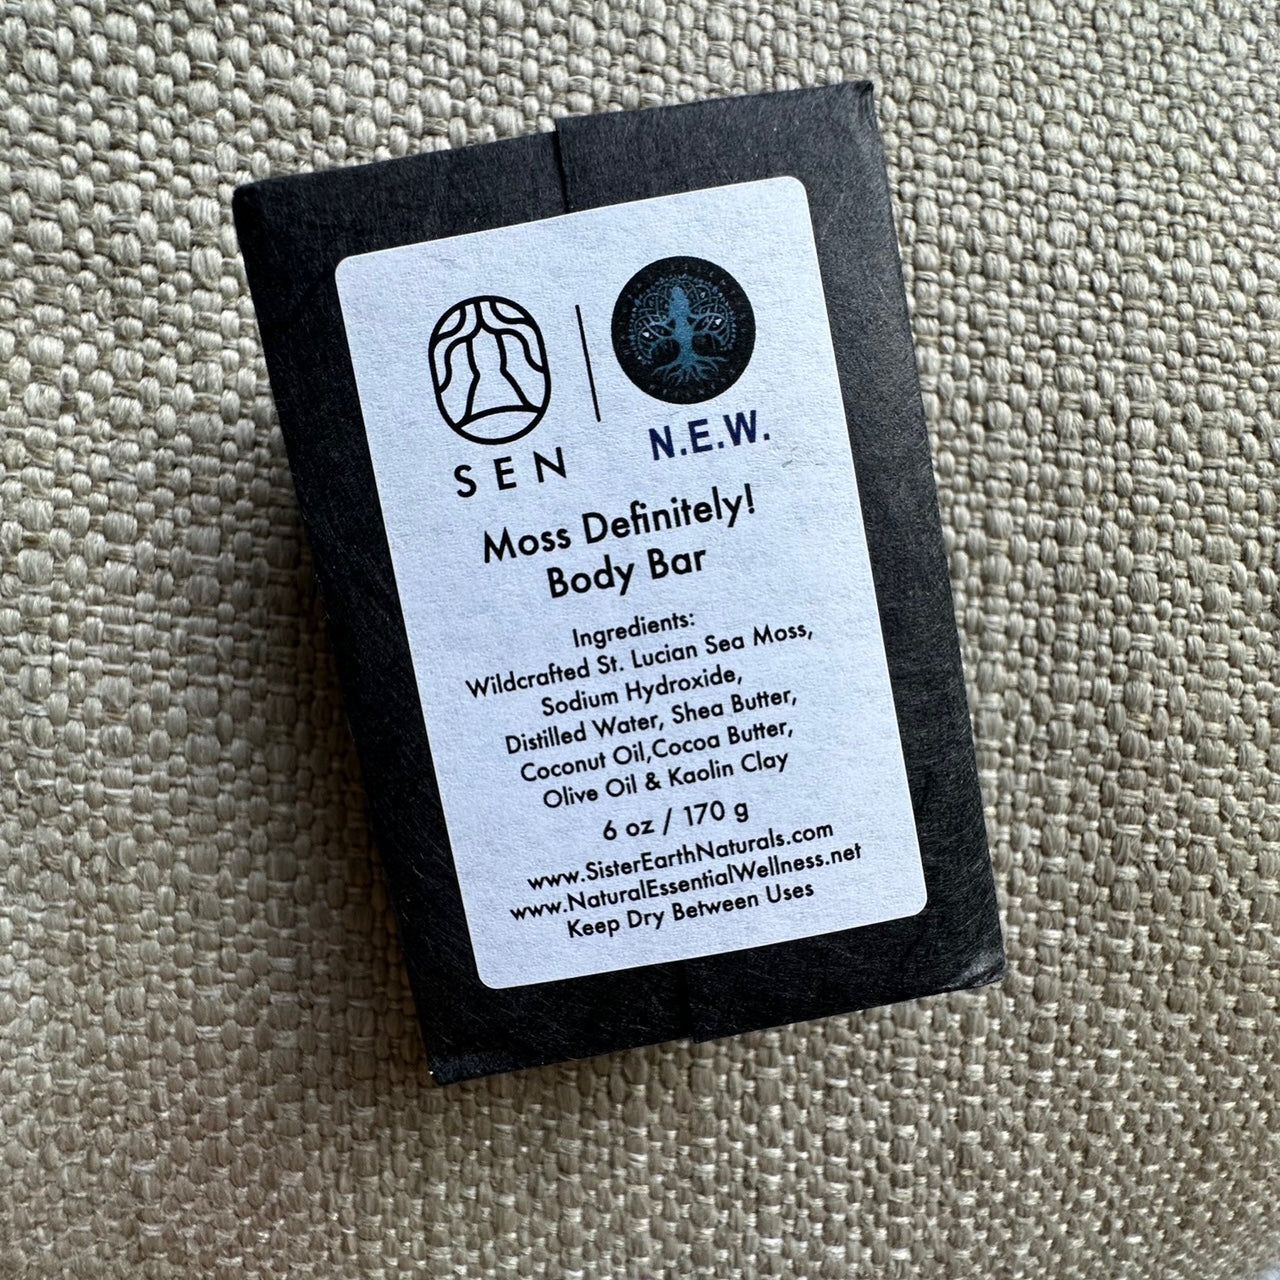 SEN
N.E.W.
Moss Definitely!
Body Bar
Ingredients:
Wildcrafted St. Lucian Sea Moss,
Sodium Hydroxide,
Distilled Water, Shea Butter,
Coconut Oil,Cocoa Butter,
Olive Oil & Kaolin Clay
6 oz / 170 g
www.SisterEarthNaturals.com
www.NaturalEssentialWellness.net
Keep Dry Between Uses